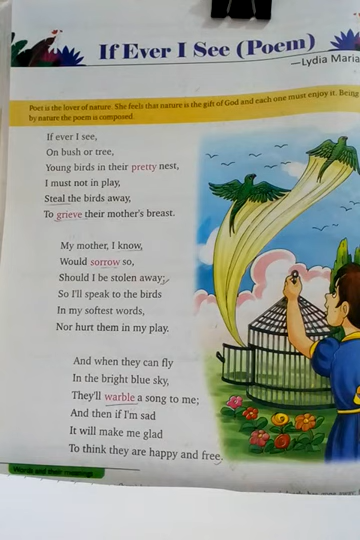 If Ever I See (Poem)
—Lydia Maria
Poet is the lover of nature. She feels that nature is the gift of God and each one must enjoy it. Being
by nature the poem is composed.
If ever I see,
On bush or tree,
Young birds in their pretty nest,
I must not in play,
Steal the birds away,
To grieve their mother's breast.
My mother, I know,
Would sorrow so,
Should I be stolen away;
So I'll speak to the birds
In my softest words,
Nor hurt them in my play.
And when they can fly
In the bright blue sky,
They'll warble a song to me;
And then if I'm sad
It will make me glad
To think they are happy and free.
Words and their meanings